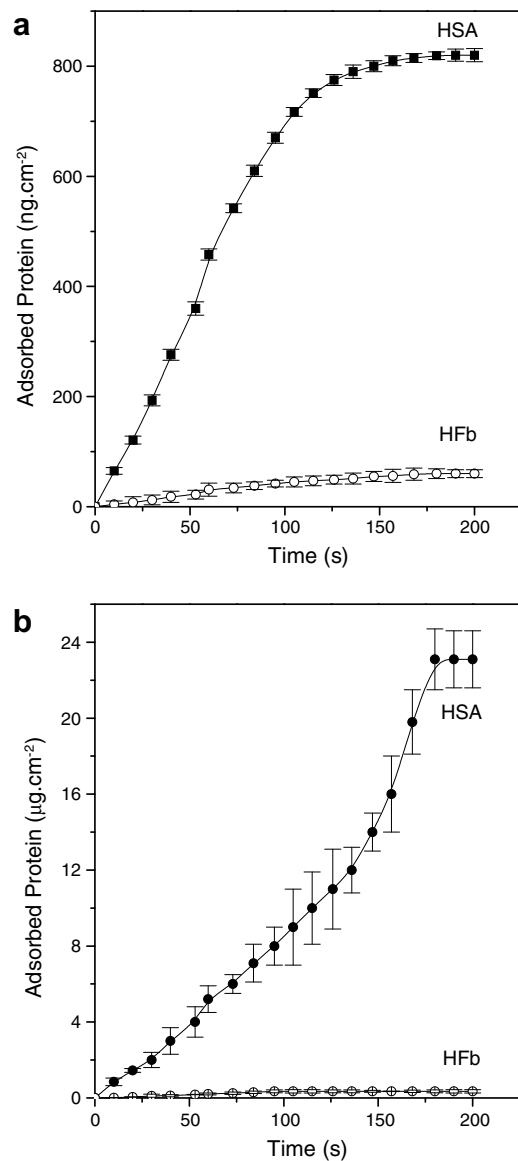 a
HSA
800
600
400
200
0
Adsorbed Protein (ng.cm⁻²)
HFb
0 50 100 150 200
Time (s)
b
24
20
16
12
8
4
0
Adsorbed Protein (µg.cm⁻²)
HSA
HFb
0 50 100 150 200
Time (s)